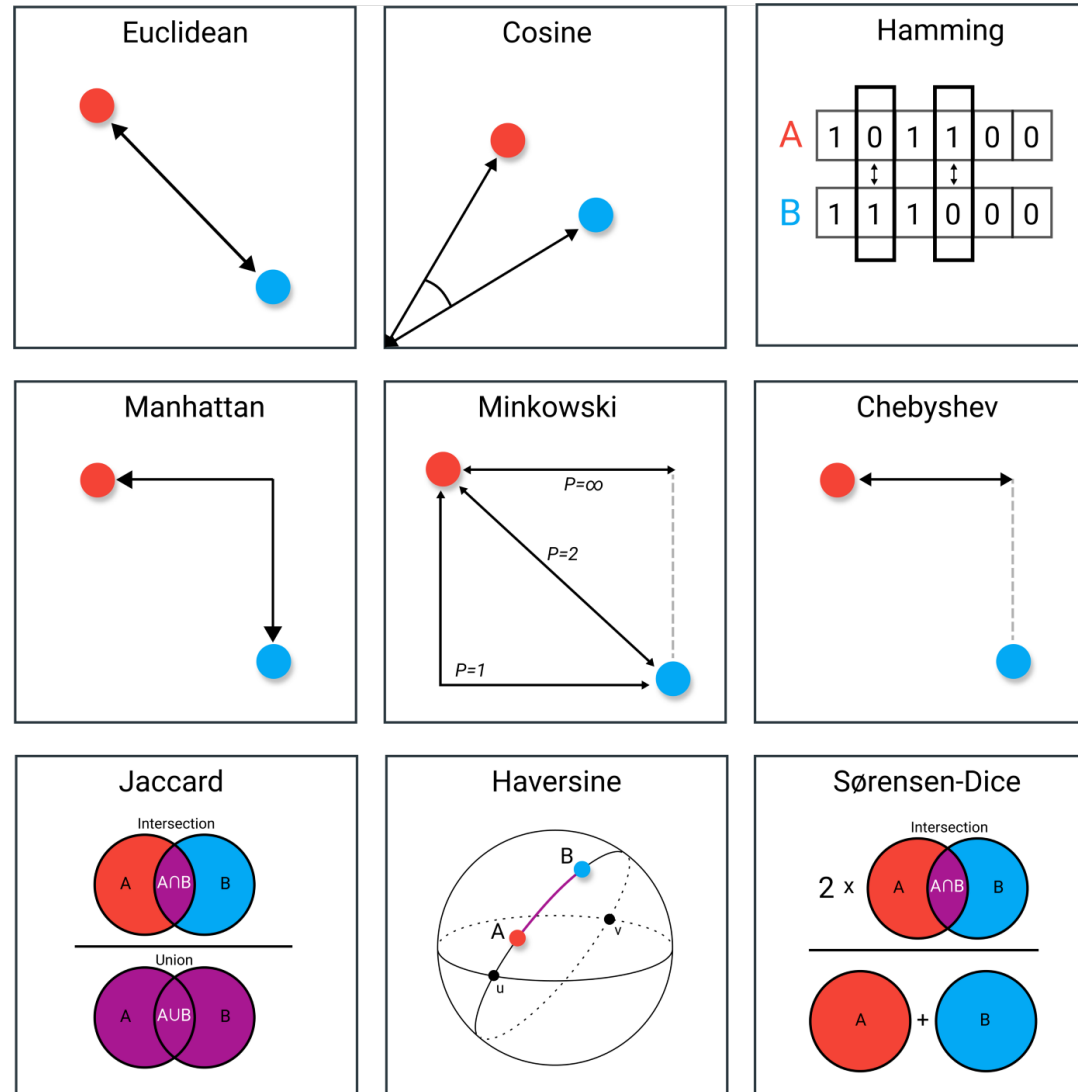 Euclidean
Cosine
Hamming
A 1 0 1 1 0 0
B 1 1 1 0 0 0
Manhattan
Minkowski
P=∞
P=2
P=1
Chebyshev
Jaccard
Intersection
A A∩B B
Union
A A∪B B
Haversine
B
A
v
u
Sørensen-Dice
Intersection
2 x A A∩B B
A + B